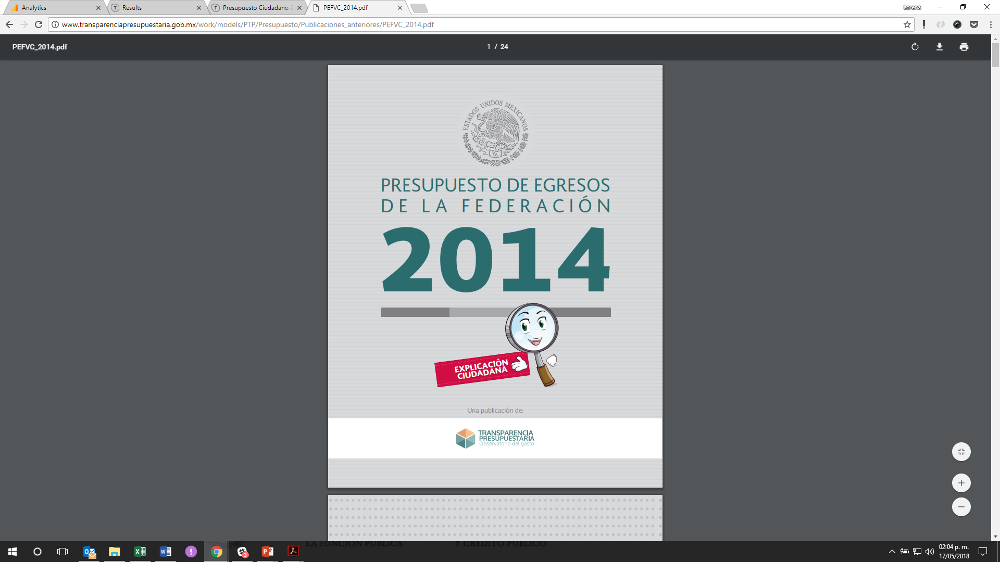 Analytics
Results
Presupuesto Ciudadano 2
PEFVC_2014.pdf
Lorena
www.transparenciapresupuestaria.gob.mx/work/models/PTP/Presupuesto/Publicaciones_anteriores/PEFVC_2014.pdf
PEFVC_2014.pdf
1 / 24
ESTADOS UNIDOS MEXICANOS
PRESUPUESTO DE EGRESOS
DE LA FEDERACIÓN
2014
EXPLICACIÓN
CIUDADANA
Una publicación de:
TRANSPARENCIA
PRESUPUESTARIA
Observatorio del gasto
LA FUNCIÓN PÚBLICA
Y CRÉDITO PÚBLICO
3
02:04 p. m.
17/05/2018